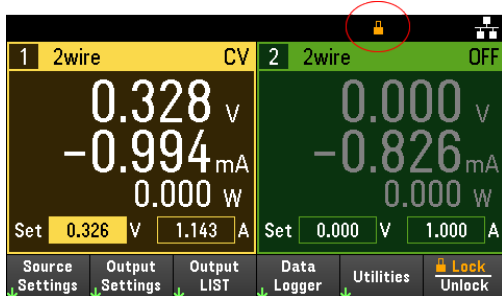 1 2wire CV 2 2wire OFF
0.328 V 0.000 V
-0.994 mA -0.826 mA
0.000 W 0.000 W
Set 0.326 V 1.143 A Set 0.000 V 1.000 A
Source Settings Output Settings Output LIST Data Logger Utilities Lock Unlock